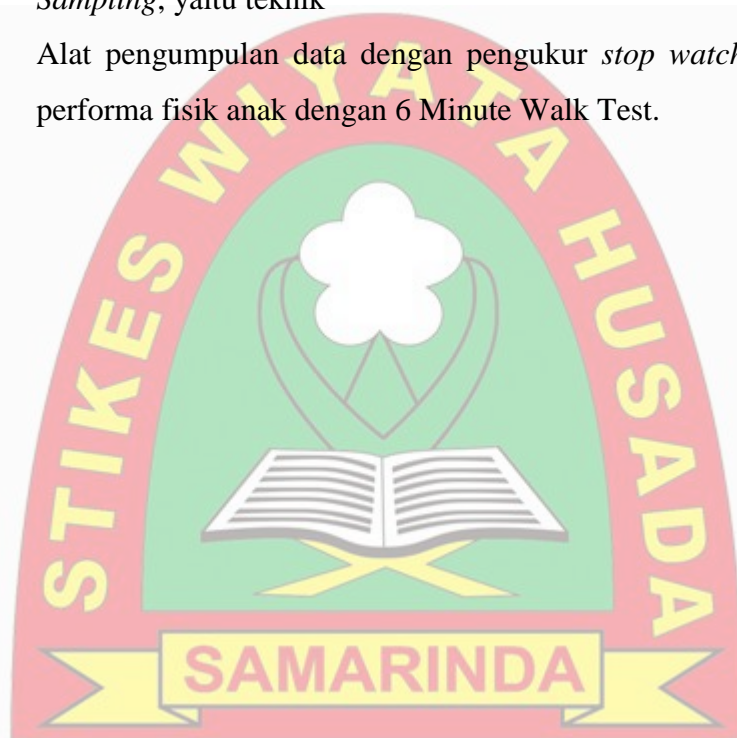 Sampling, yaitu teknik
Alat pengumpulan data dengan pengukur stop watch
performa fisik anak dengan 6 Minute Walk Test.
STIKES WIYATA HUSADA
SAMARINDA